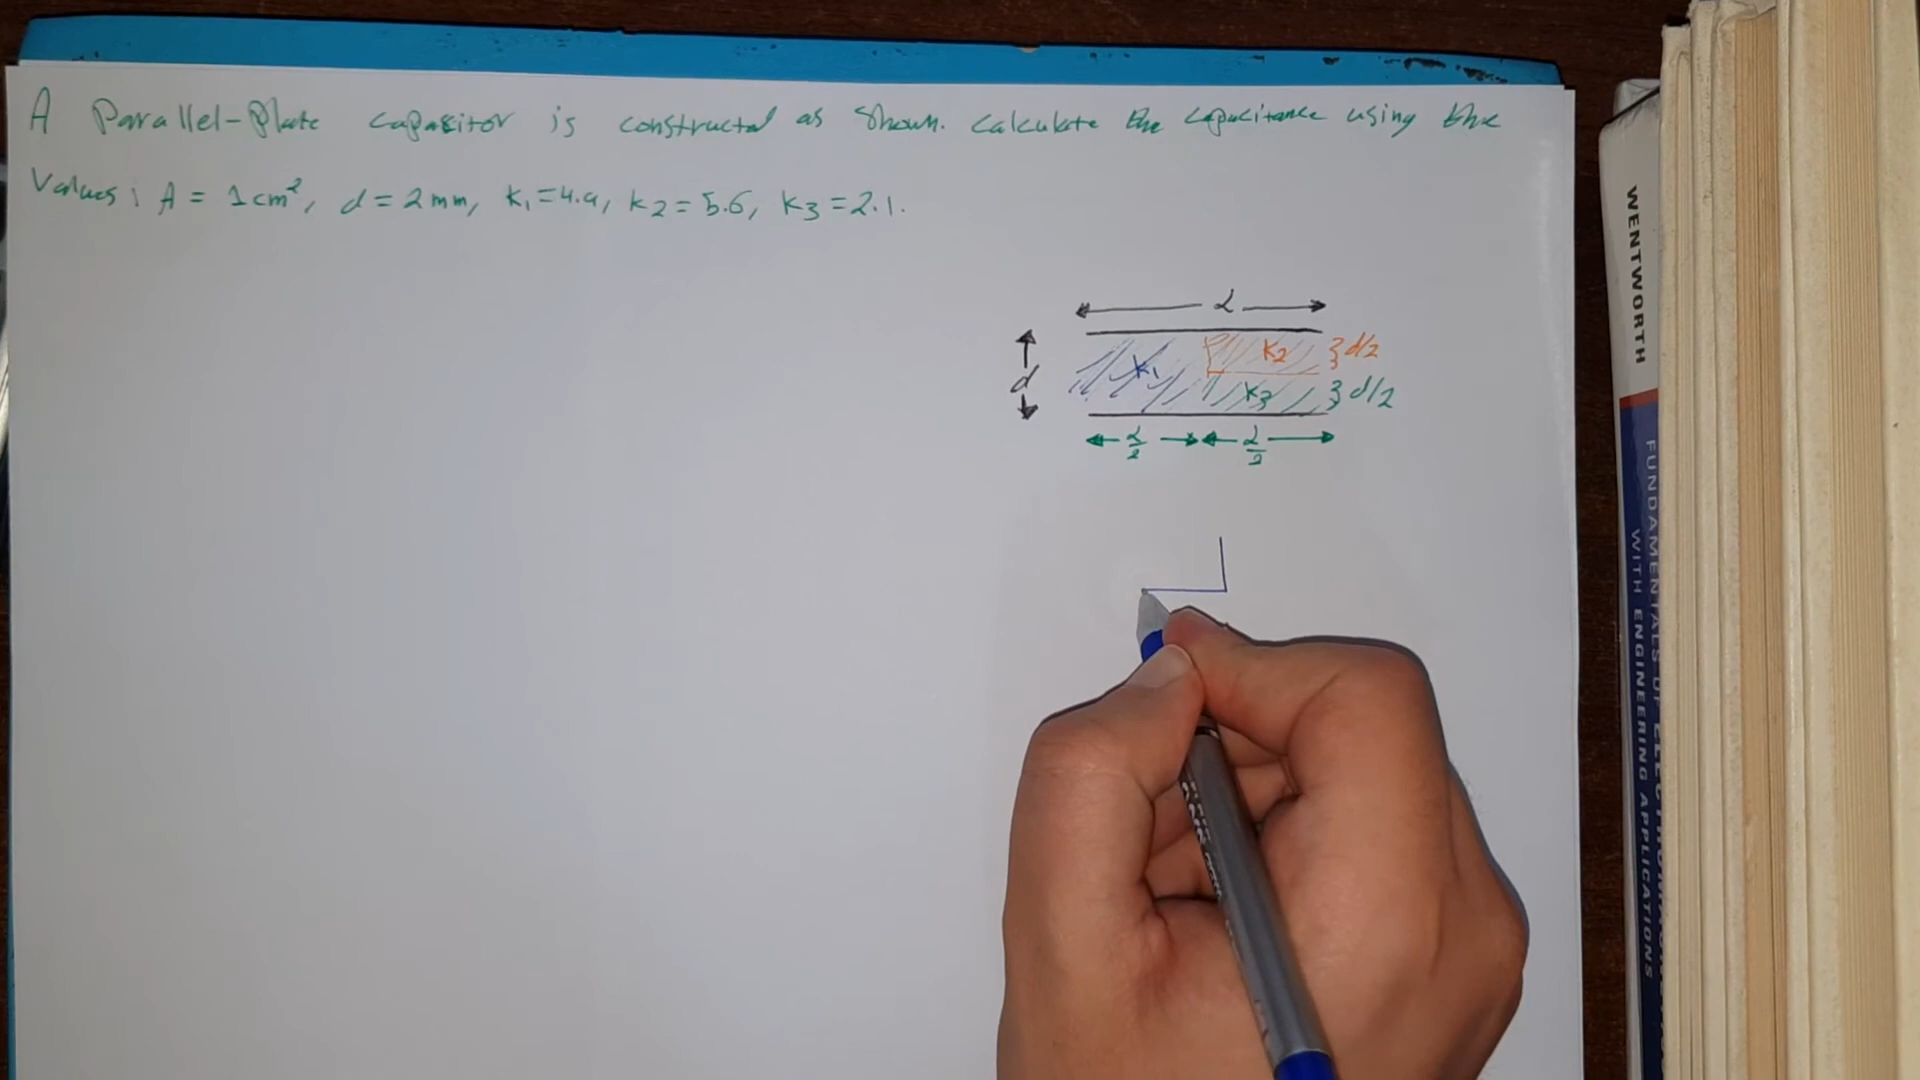 A Parallel-Plate capacitor is constructed as shown. Calculate the capacitance using the
Values: A = 1cm², d = 2mm, K₁=4.9, K₂ = 5.6, K₃ = 2.1.
L
K₂ d/2
d K₁
K₃ d/2
L/2 L/2
WENTWORTH
FUNDAMENTALS OF ELECTROMAGNETICS
WITH ENGINEERING APPLICATIONS